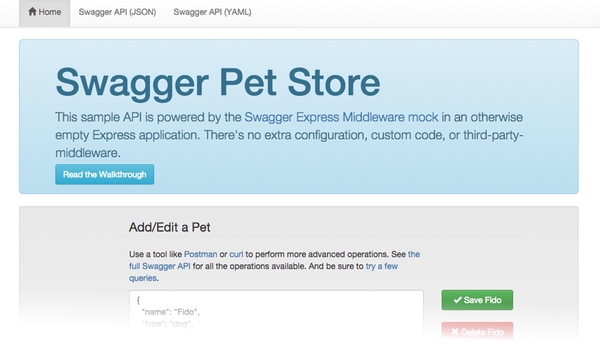 Home Swagger API (JSON) Swagger API (YAML)
Swagger Pet Store
This sample API is powered by the Swagger Express Middleware mock in an otherwise
empty Express application. There's no extra configuration, custom code, or third-party-
middleware.
Read the Walkthrough
Add/Edit a Pet
Use a tool like Postman or curl to perform more advanced operations. See the
full Swagger API for all the operations available. And be sure to try a few
queries.
{
"name": "Fido",
"type": "dog",
Save Fido
Delete Fido